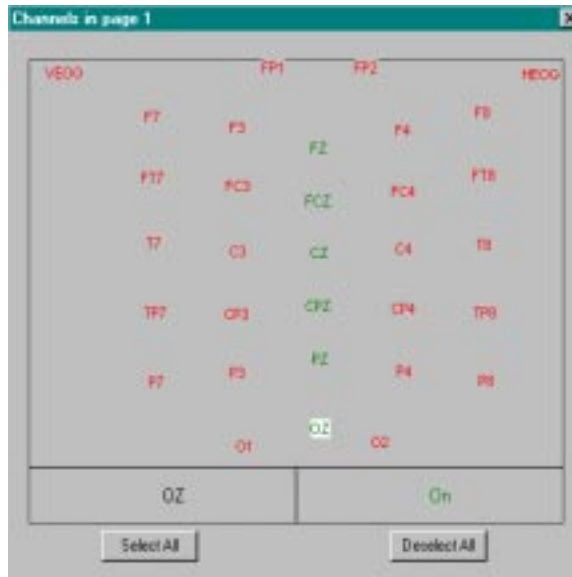 Channels in page 1
VEOG FP1 FP2 HEOG
F7 F3 FZ F4 F8
FT7 FC3 FCZ FC4 FT8
T7 C3 CZ C4 T8
TP7 CP3 CPZ CP4 TP8
P7 P3 PZ P4 P8
O1 OZ O2
OZ On
Select All Deselect All